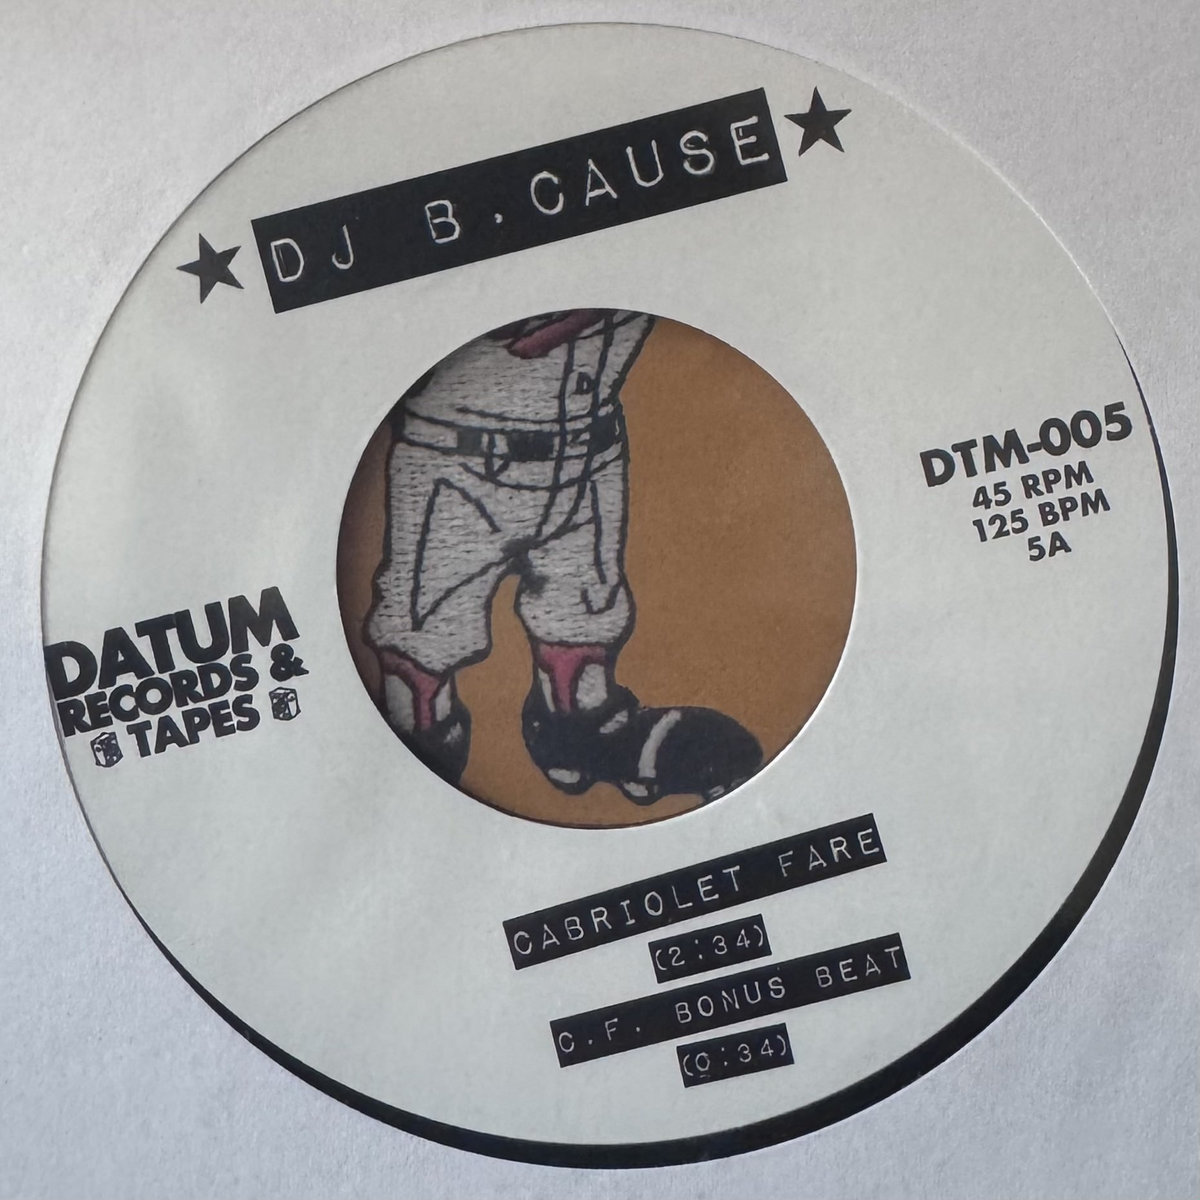 DJ B.CAUSE
DTM-005
45 RPM
125 BPM
5A
DATUM
RECORDS &
TAPES
CABRIOLET FARE
(2:34)
C.F. BONUS BEAT
(0:34)